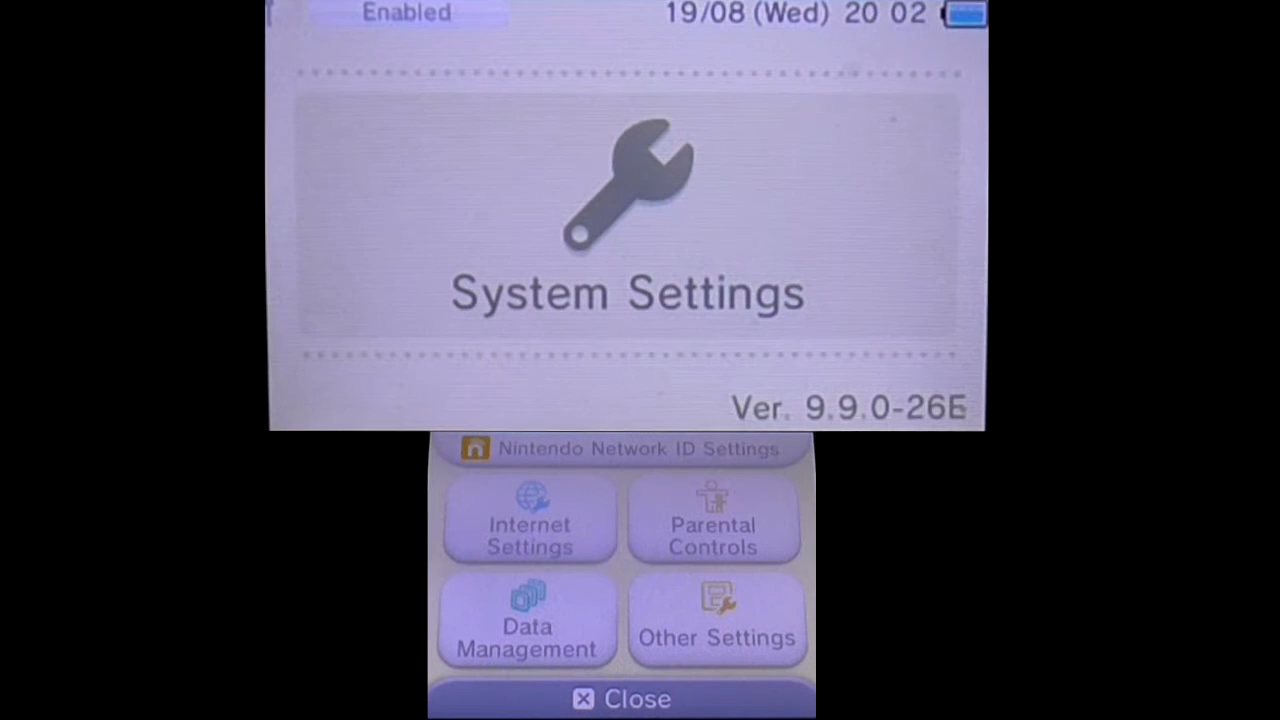 Enabled
19/08 (Wed) 20 02
System Settings
Ver. 9.9.0-26E
Nintendo Network ID Settings
Internet
Settings
Parental
Controls
Data
Management
Other Settings
Close